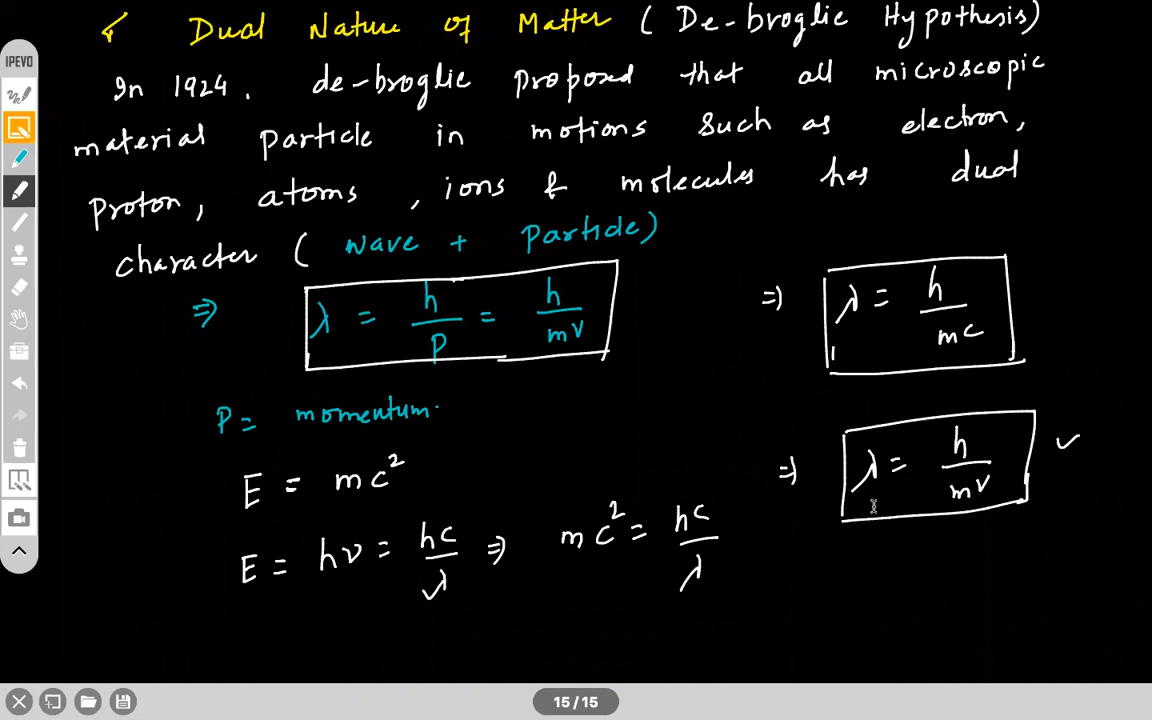 IPEVO
Dual Nature of Matter (De-broglie Hypothesis)
In 1924. de-broglie proposed that all microscopic
material particle in motions such as electron,
Proton, atoms, ions & molecules has dual
character (wave + particle)
⇒ λ = h/P = h/mv ⇒ λ = h/mc
P = momentum.
E = mc²
⇒ λ = h/mv ✓
E = hν = hc/λ ⇒ mc² = hc/λ
15/15